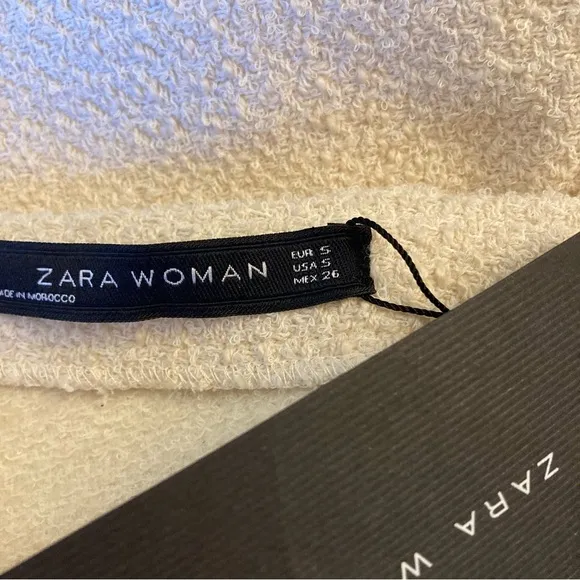 ZARA WOMAN
MADE IN MOROCCO
EUR S
USA S
MEX 26
ZARA W